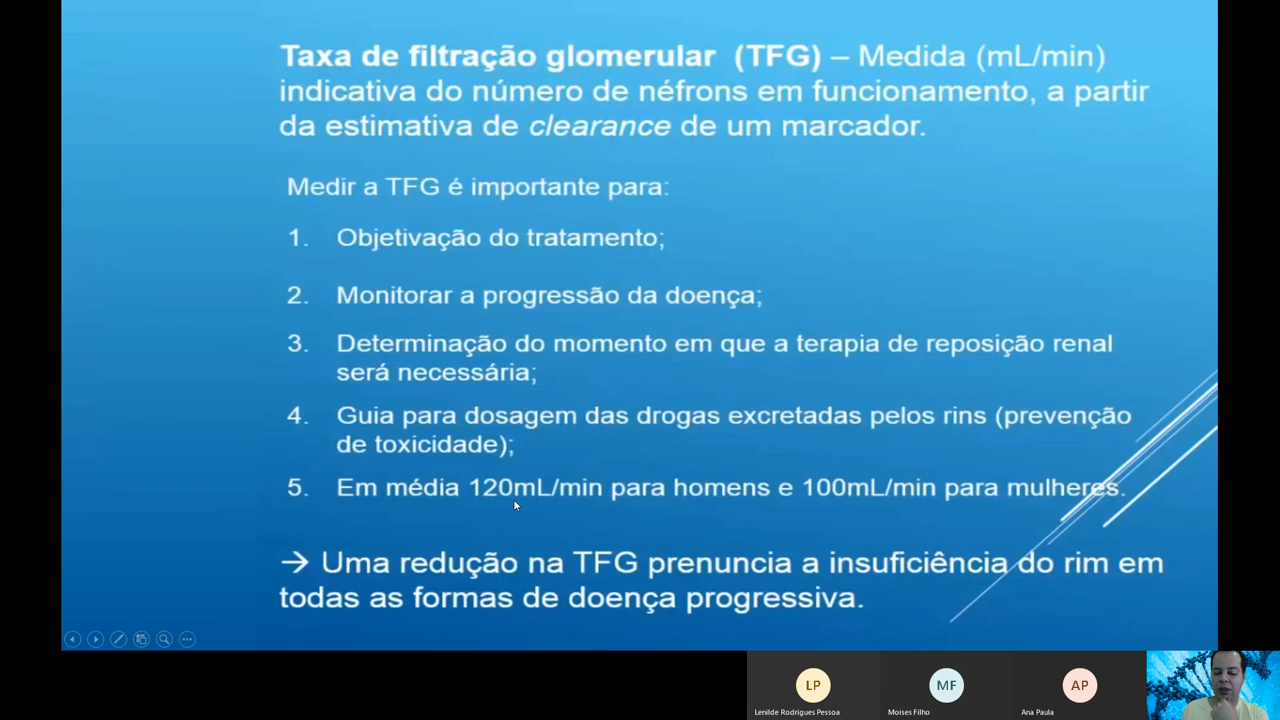 Taxa de filtração glomerular (TFG) – Medida (mL/min)
indicativa do número de néfrons em funcionamento, a partir
da estimativa de clearance de um marcador.
Medir a TFG é importante para:
1. Objetivação do tratamento;
2. Monitorar a progressão da doença;
3. Determinação do momento em que a terapia de reposição renal
será necessária;
4. Guia para dosagem das drogas excretadas pelos rins (prevenção
de toxicidade);
5. Em média 120mL/min para homens e 100mL/min para mulheres.
→ Uma redução na TFG prenuncia a insuficiência do rim em
todas as formas de doença progressiva.
LP
MF
AP
Lenilde Rodrigues Pessoa
Moises Filho
Ana Paula